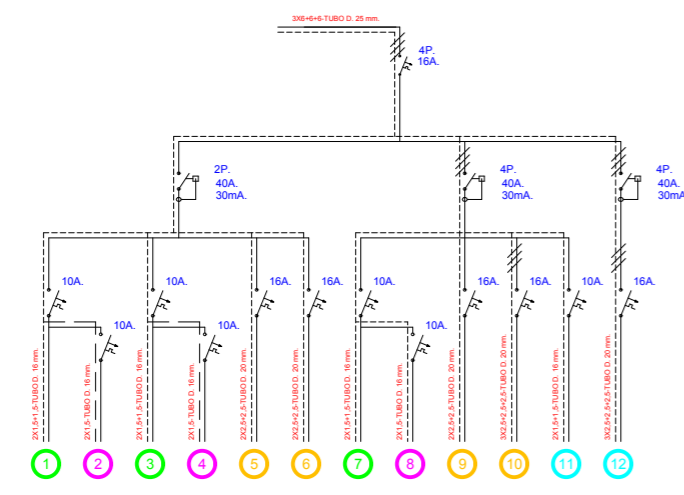 3X6+6+6-TUBO D. 25 mm.
4P.
16A.
2P.
40A.
30mA.
4P.
40A.
30mA.
4P.
40A.
30mA.
10A.
10A.
16A.
16A.
10A.
16A.
16A.
10A.
16A.
10A.
10A.
10A.
2X1,5+1,5-TUBO D. 16 mm.
2X1,5-TUBO D. 16 mm.
2X1,5+1,5-TUBO D. 16 mm.
2X1,5-TUBO D. 16 mm.
2X2,5+2,5-TUBO D. 20 mm.
2X2,5+2,5-TUBO D. 20 mm.
2X1,5+1,5-TUBO D. 16 mm.
2X1,5-TUBO D. 16 mm.
2X2,5+2,5-TUBO D. 20 mm.
3X2,5+2,5+2,5-TUBO D. 20 mm.
2X1,5+1,5-TUBO D. 16 mm.
3X2,5+2,5+2,5-TUBO D. 20 mm.
1
2
3
4
5
6
7
8
9
10
11
12